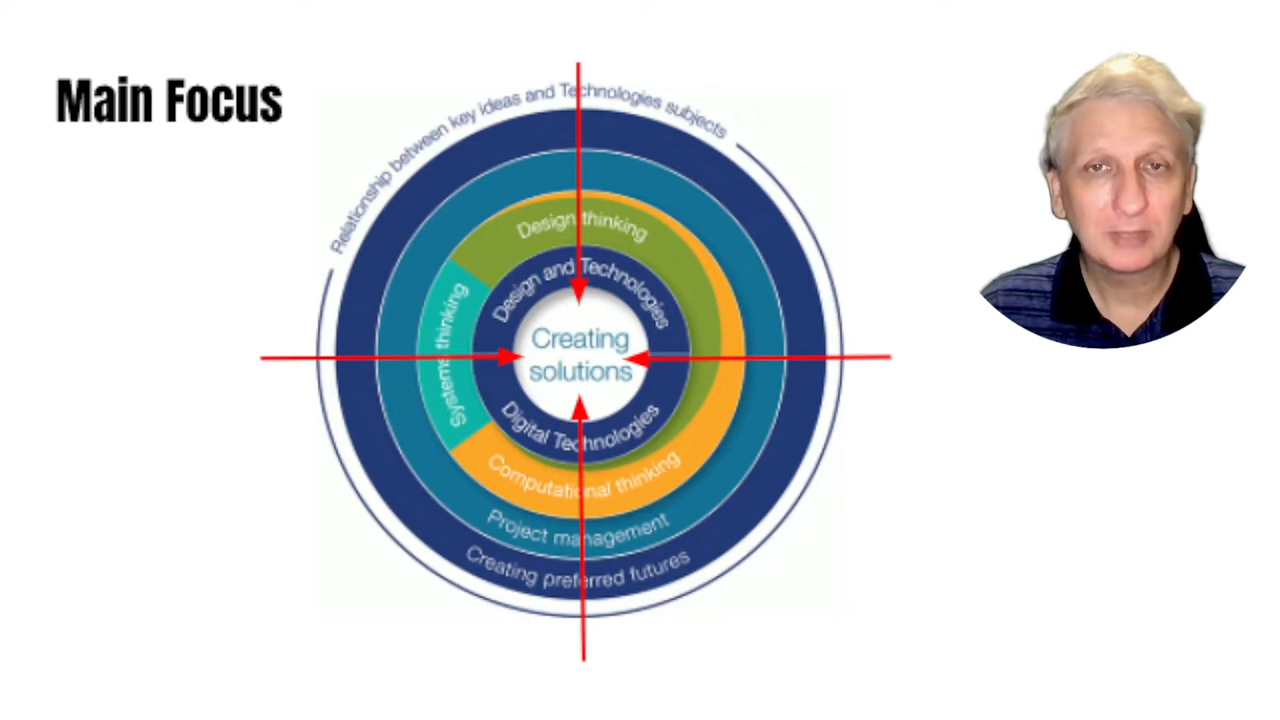 Main Focus
Relationship between key ideas and Technologies subjects
Design thinking
Design and Technologies
Systems thinking
Creating
solutions
Digital Technologies
Computational thinking
Project management
Creating preferred futures